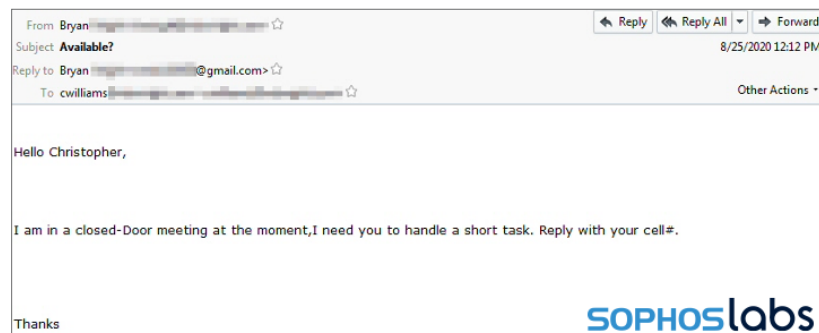 From Bryan
Reply
Reply All
Forward
Subject Available?
8/25/2020 12:12 PM
Reply to Bryan @gmail.com>
To cwilliams
Other Actions
Hello Christopher,
I am in a closed-Door meeting at the moment,I need you to handle a short task. Reply with your cell#.
Thanks
SOPHOSlabs